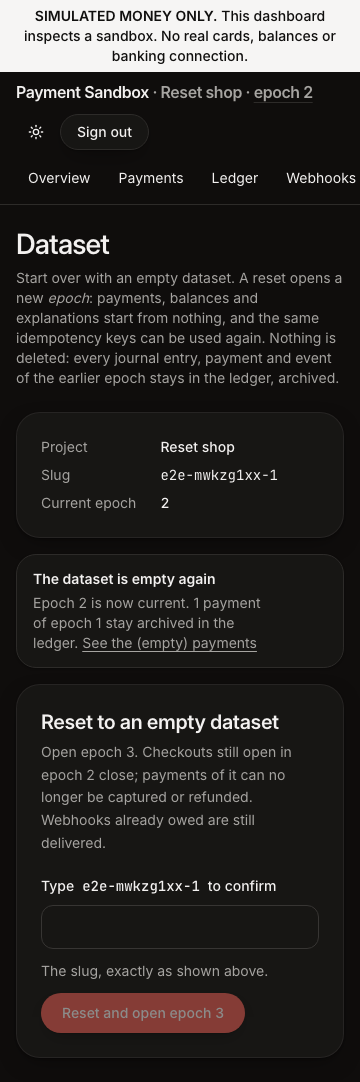 SIMULATED MONEY ONLY. This dashboard
inspects a sandbox. No real cards, balances or
banking connection.
Payment Sandbox · Reset shop · epoch 2
Sign out
Overview Payments Ledger Webhooks
Dataset
Start over with an empty dataset. A reset opens a
new epoch: payments, balances and
explanations start from nothing, and the same
idempotency keys can be used again. Nothing is
deleted: every journal entry, payment and event
of the earlier epoch stays in the ledger, archived.
Project Reset shop
Slug e2e-mwkzg1xx-1
Current epoch 2
The dataset is empty again
Epoch 2 is now current. 1 payment
of epoch 1 stay archived in the
ledger. See the (empty) payments
Reset to an empty dataset
Open epoch 3. Checkouts still open in
epoch 2 close; payments of it can no
longer be captured or refunded.
Webhooks already owed are still
delivered.
Type e2e-mwkzg1xx-1 to confirm
The slug, exactly as shown above.
Reset and open epoch 3